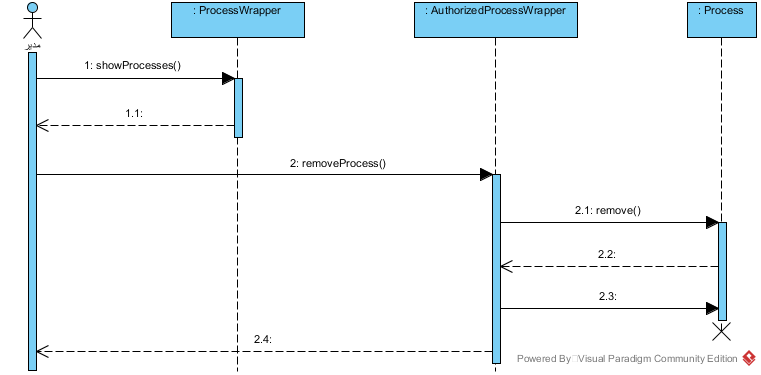 : ProcessWrapper
: AuthorizedProcessWrapper
: Process
مدیر
1: showProcesses()
1.1:
2: removeProcess()
2.1: remove()
2.2:
2.3:
2.4:
Powered By Visual Paradigm Community Edition